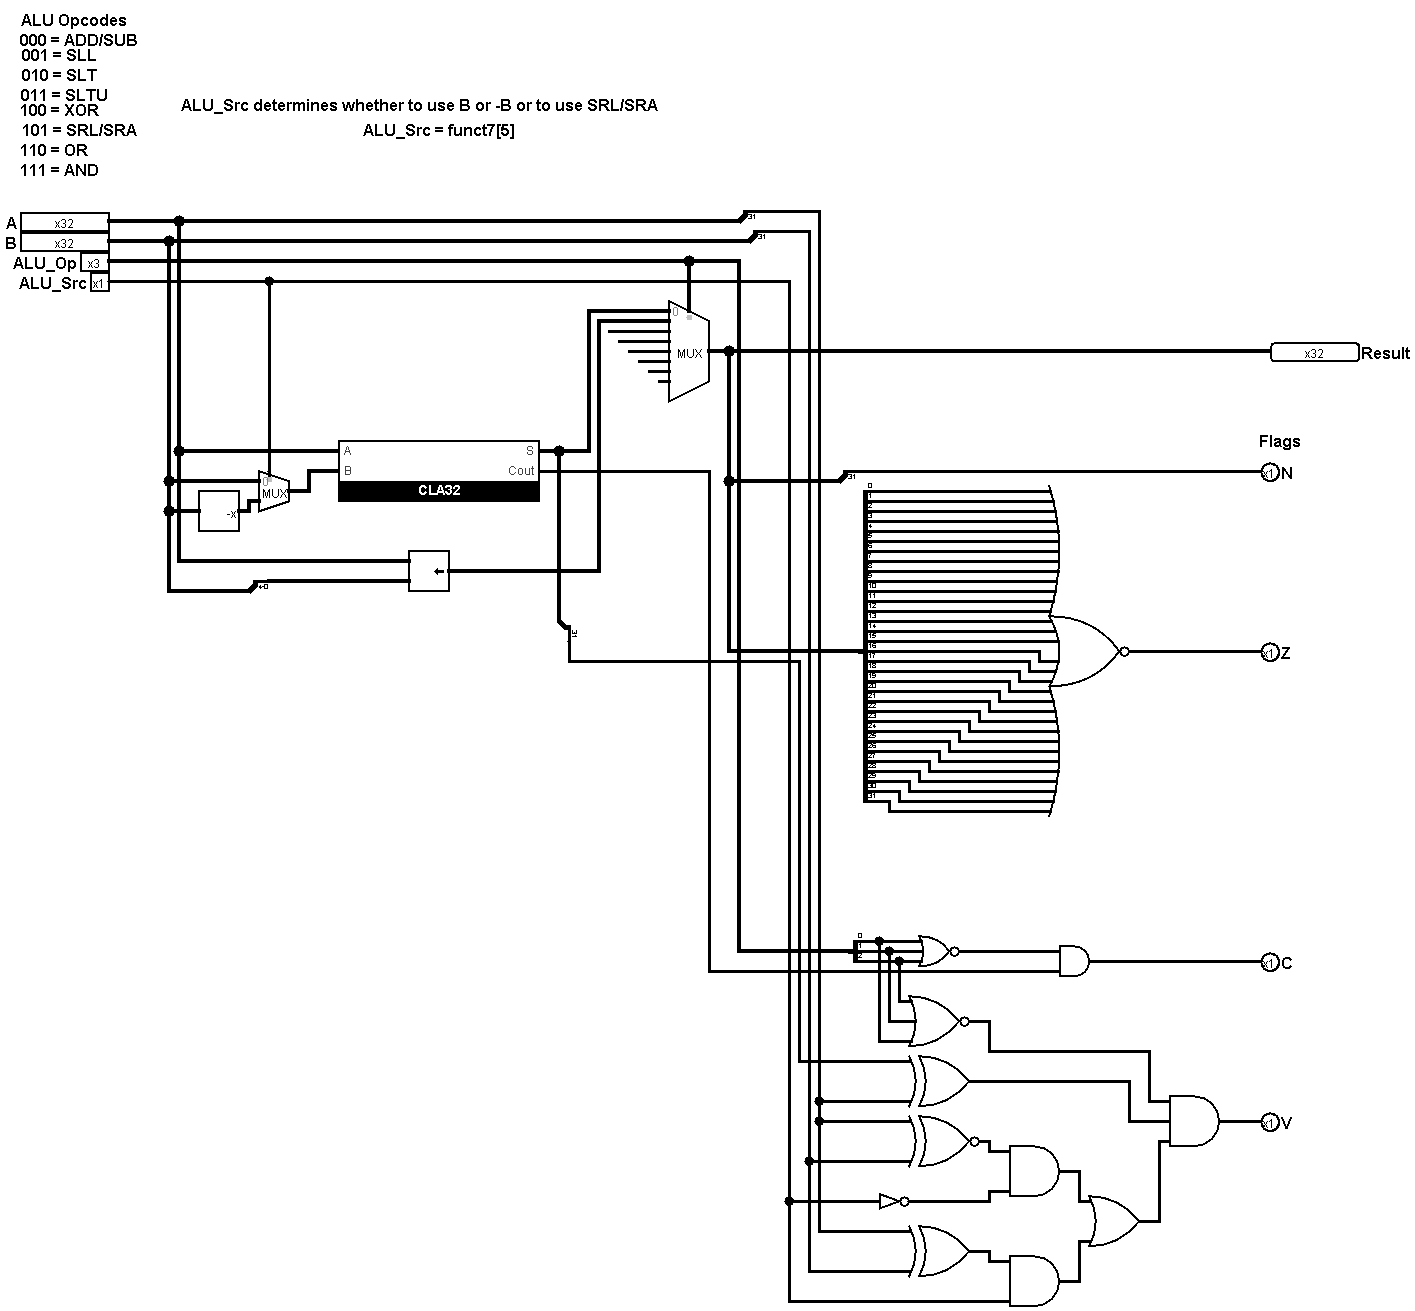 ALU Opcodes
000 = ADD/SUB
001 = SLL
010 = SLT
011 = SLTU
100 = XOR
101 = SRL/SRA
110 = OR
111 = AND
ALU_Src determines whether to use B or -B or to use SRL/SRA
ALU_Src = funct7[5]
A x32
B x32
ALU_Op x3
ALU_Src x1
31
31
0
MUX
x32 Result
A S
B Cout
CLA32
0
MUX
-x
Flags
31
x1 N
0
1
2
3
4
5
6
7
8
9
10
11
12
13
14
15
16
17
18
19
20
21
22
23
24
25
26
27
28
29
30
31
31
x1 Z
0
1
2
x1 C
x1 V